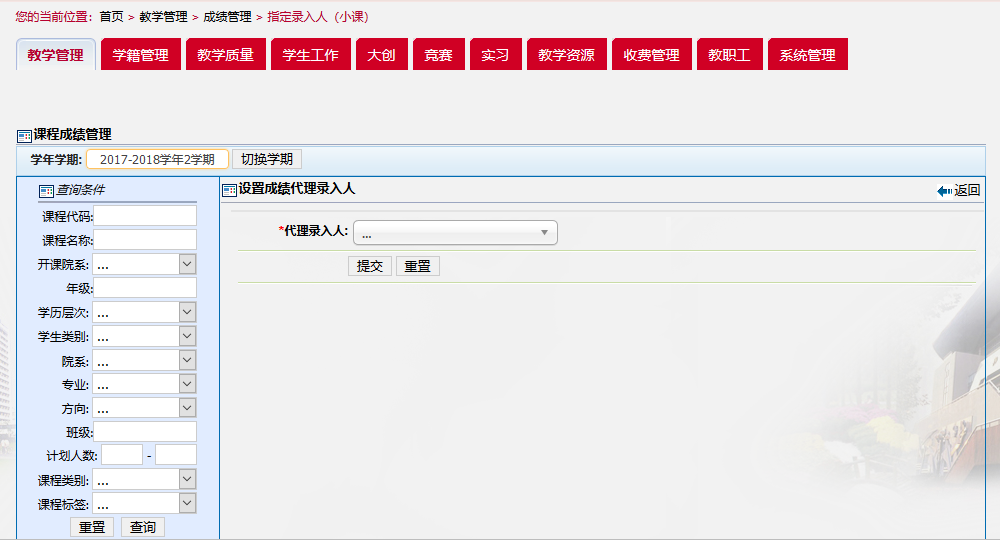 您的当前位置：首页 > 教学管理 > 成绩管理 > 指定录入人（小课）
教学管理 学籍管理 教学质量 学生工作 大创 竞赛 实习 教学资源 收费管理 教职工 系统管理
课程成绩管理
学年学期: 2017-2018学年2学期 切换学期
查询条件
课程代码:
课程名称:
开课院系: ...
年级:
学历层次: ...
学生类别: ...
院系: ...
专业: ...
方向: ...
班级:
计划人数: -
课程类别: ...
课程标签: ...
重置 查询
设置成绩代理录入人 返回
*代理录入人: ...
提交 重置